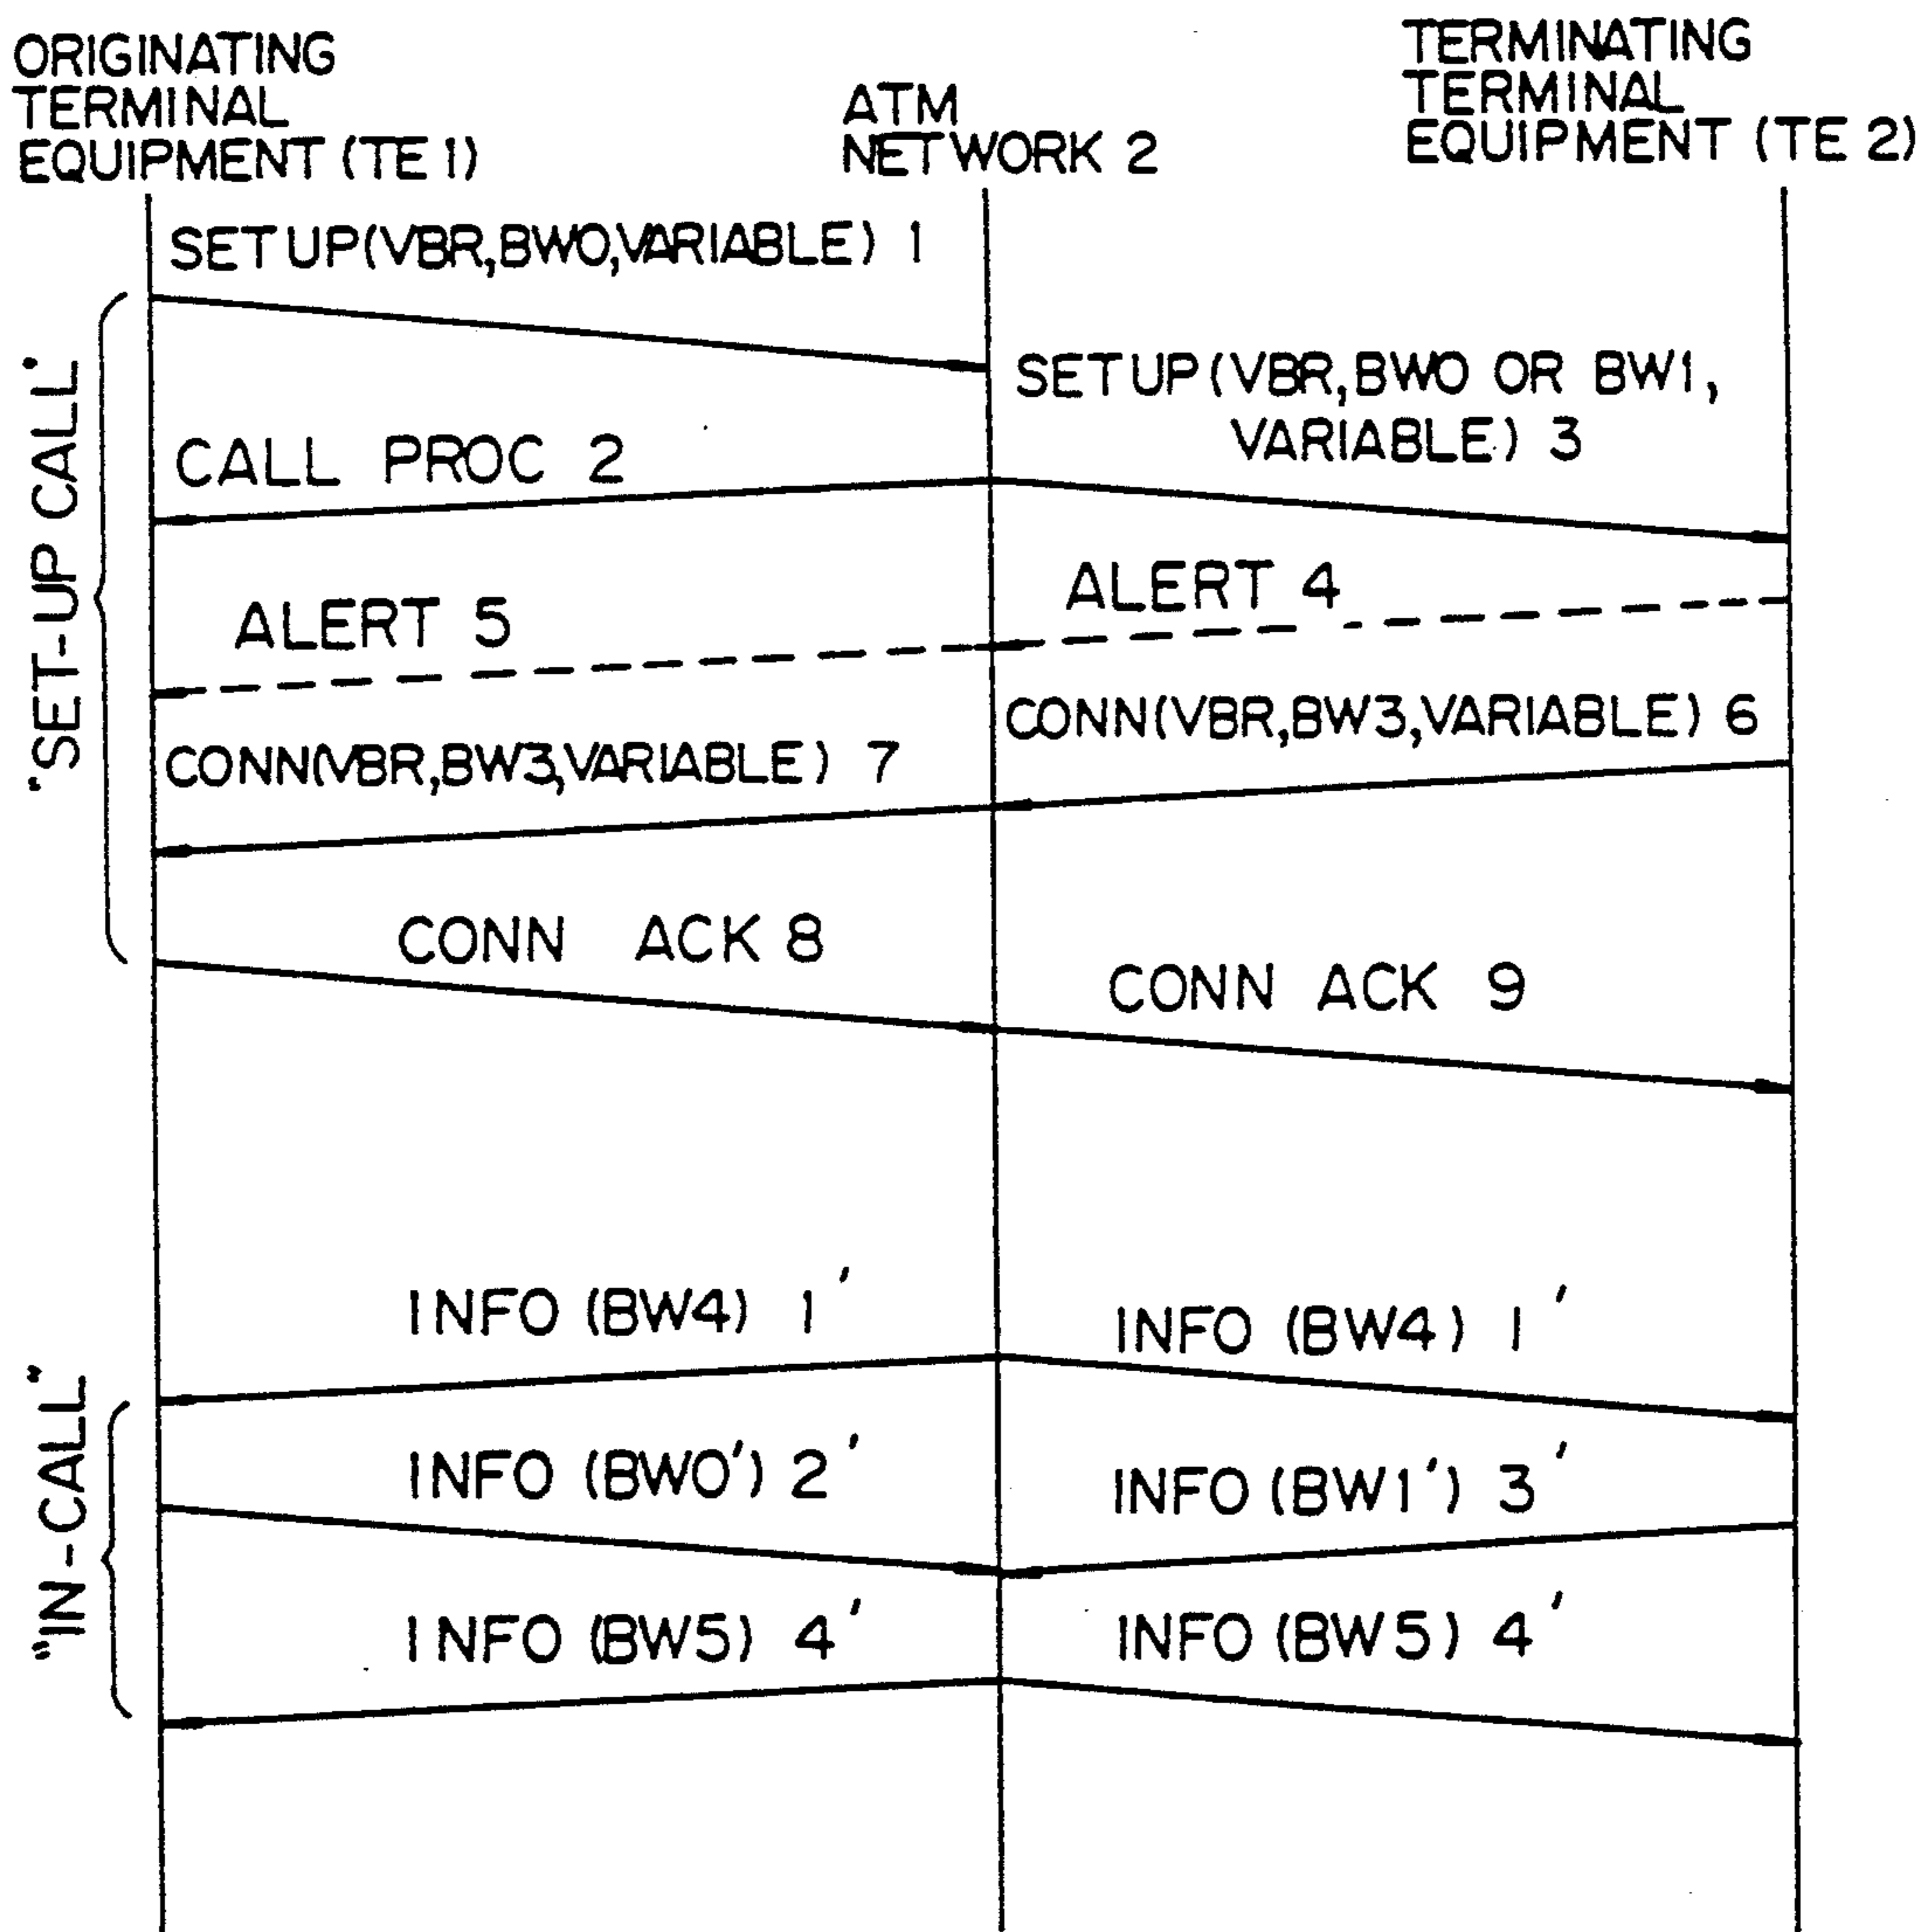 ORIGINATING
TERMINAL
EQUIPMENT (TE 1)
ATM
NETWORK 2
TERMINATING
TERMINAL
EQUIPMENT (TE 2)
SETUP(VBR,BW0,VARIABLE) 1
SETUP(VBR,BW0 OR BW1,
VARIABLE) 3
CALL PROC 2
"SET-UP CALL"
ALERT 4
ALERT 5
CONN(VBR,BW3,VARIABLE) 6
CONN(VBR,BW3,VARIABLE) 7
CONN ACK 8
CONN ACK 9
INFO (BW4) 1'
INFO (BW4) 1'
"IN-CALL"
INFO (BW0') 2'
INFO (BW1') 3'
INFO (BW5) 4'
INFO (BW5) 4'